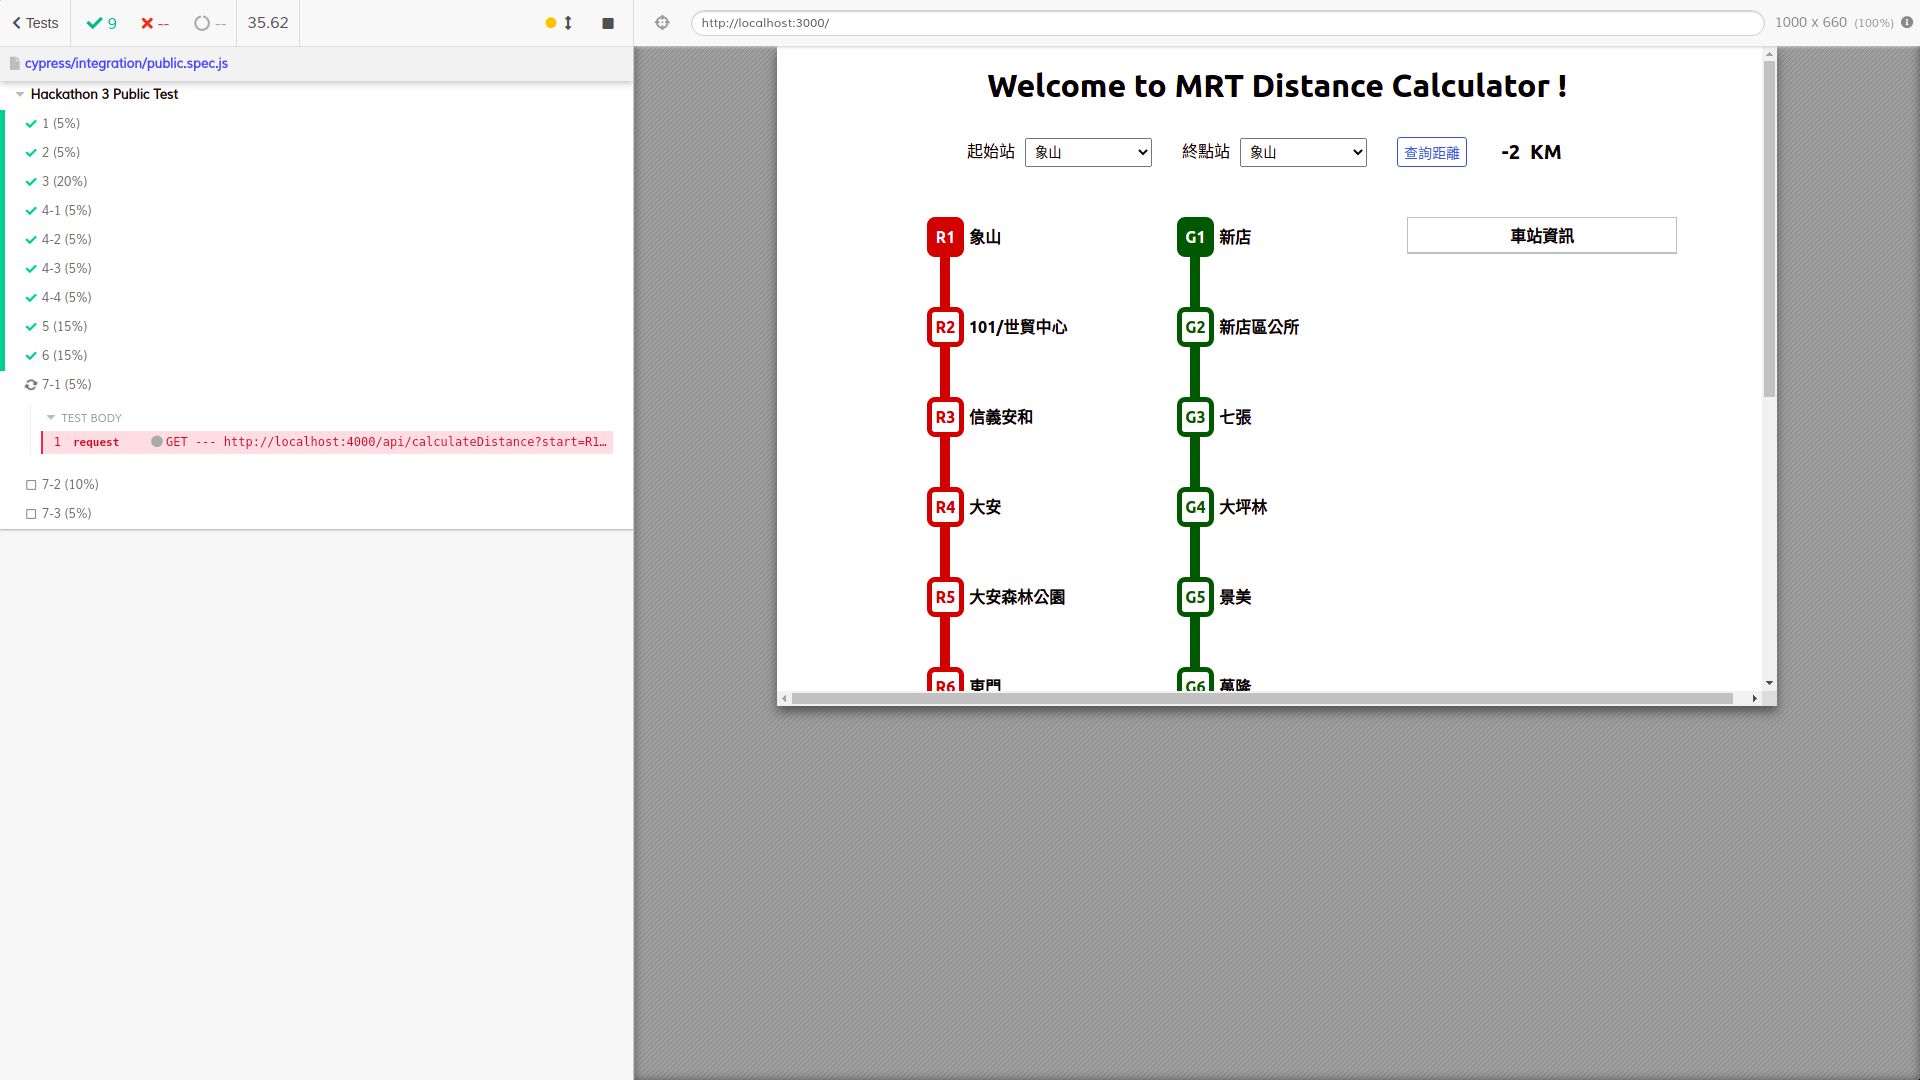 Tests
9
--
--
35.62
http://localhost:3000/
1000 x 660 (100%)
cypress/integration/public.spec.js
Hackathon 3 Public Test
1 (5%)
2 (5%)
3 (20%)
4-1 (5%)
4-2 (5%)
4-3 (5%)
4-4 (5%)
5 (15%)
6 (15%)
7-1 (5%)
TEST BODY
1 request GET --- http://localhost:4000/api/calculateDistance?start=R1…
7-2 (10%)
7-3 (5%)
Welcome to MRT Distance Calculator !
起始站 象山 終點站 象山 查詢距離 -2 KM
R1 象山
G1 新店
車站資訊
R2 101/世貿中心
G2 新店區公所
R3 信義安和
G3 七張
R4 大安
G4 大坪林
R5 大安森林公園
G5 景美
R6 東門
G6 萬隆